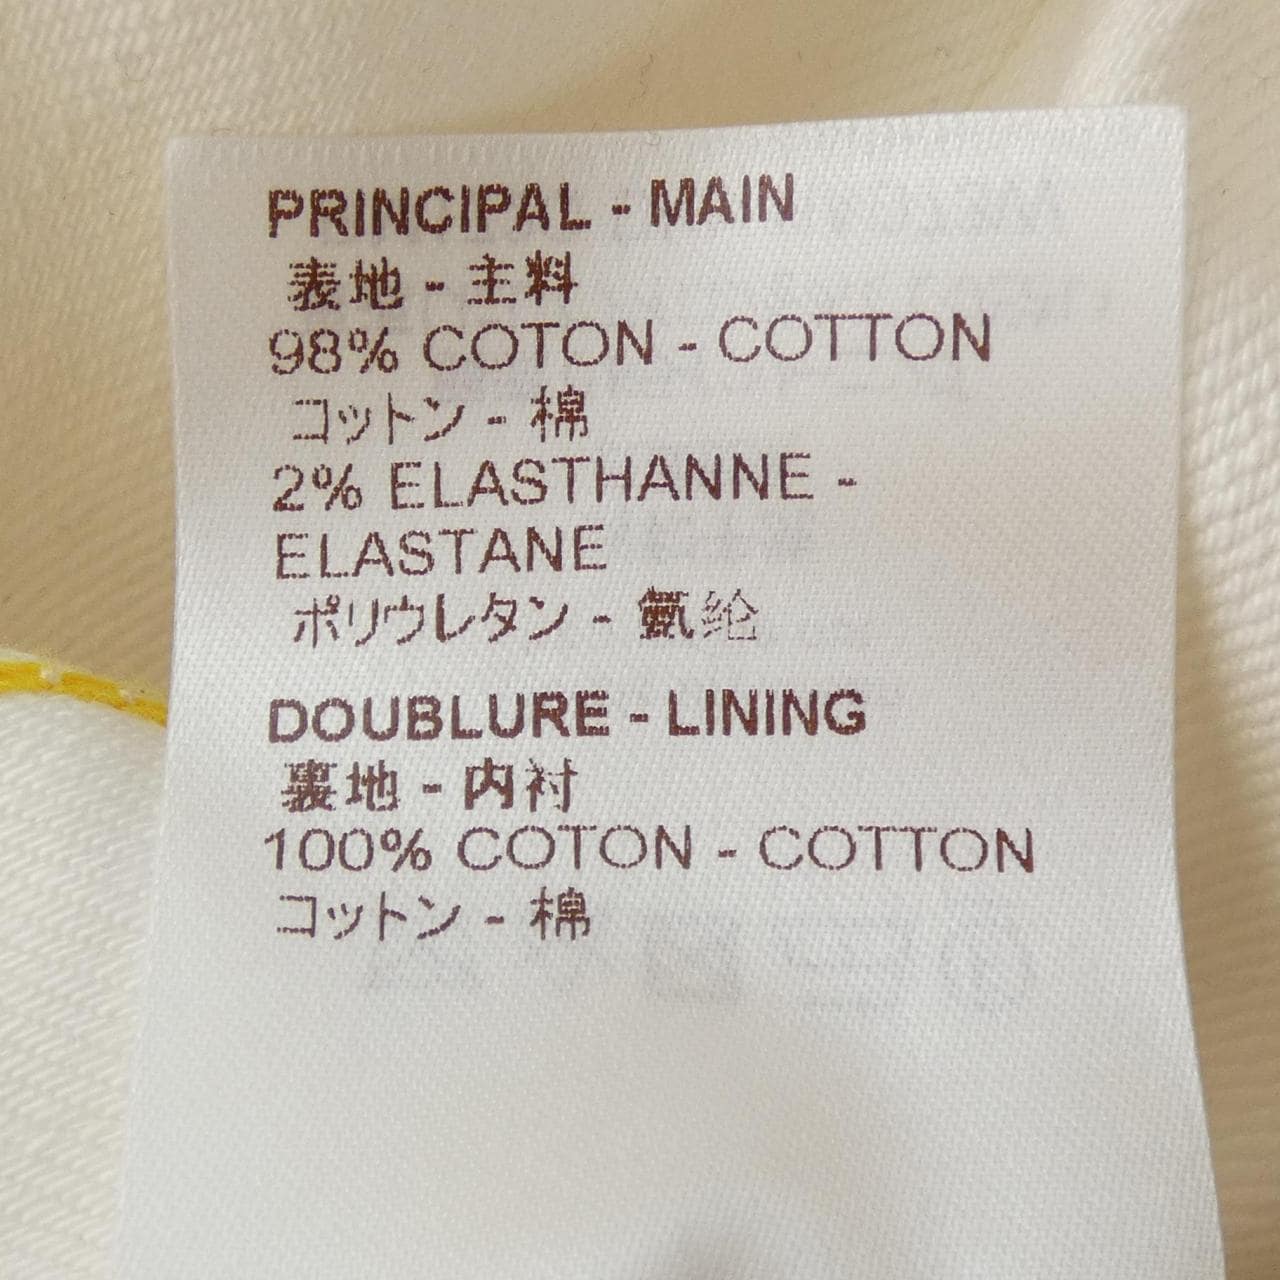 PRINCIPAL - MAIN
表地 - 主料
98% COTON - COTTON
コットン - 棉
2% ELASTHANNE -
ELASTANE
ポリウレタン - 氨纶
DOUBLURE - LINING
裏地 - 内衬
100% COTON - COTTON
コットン - 棉